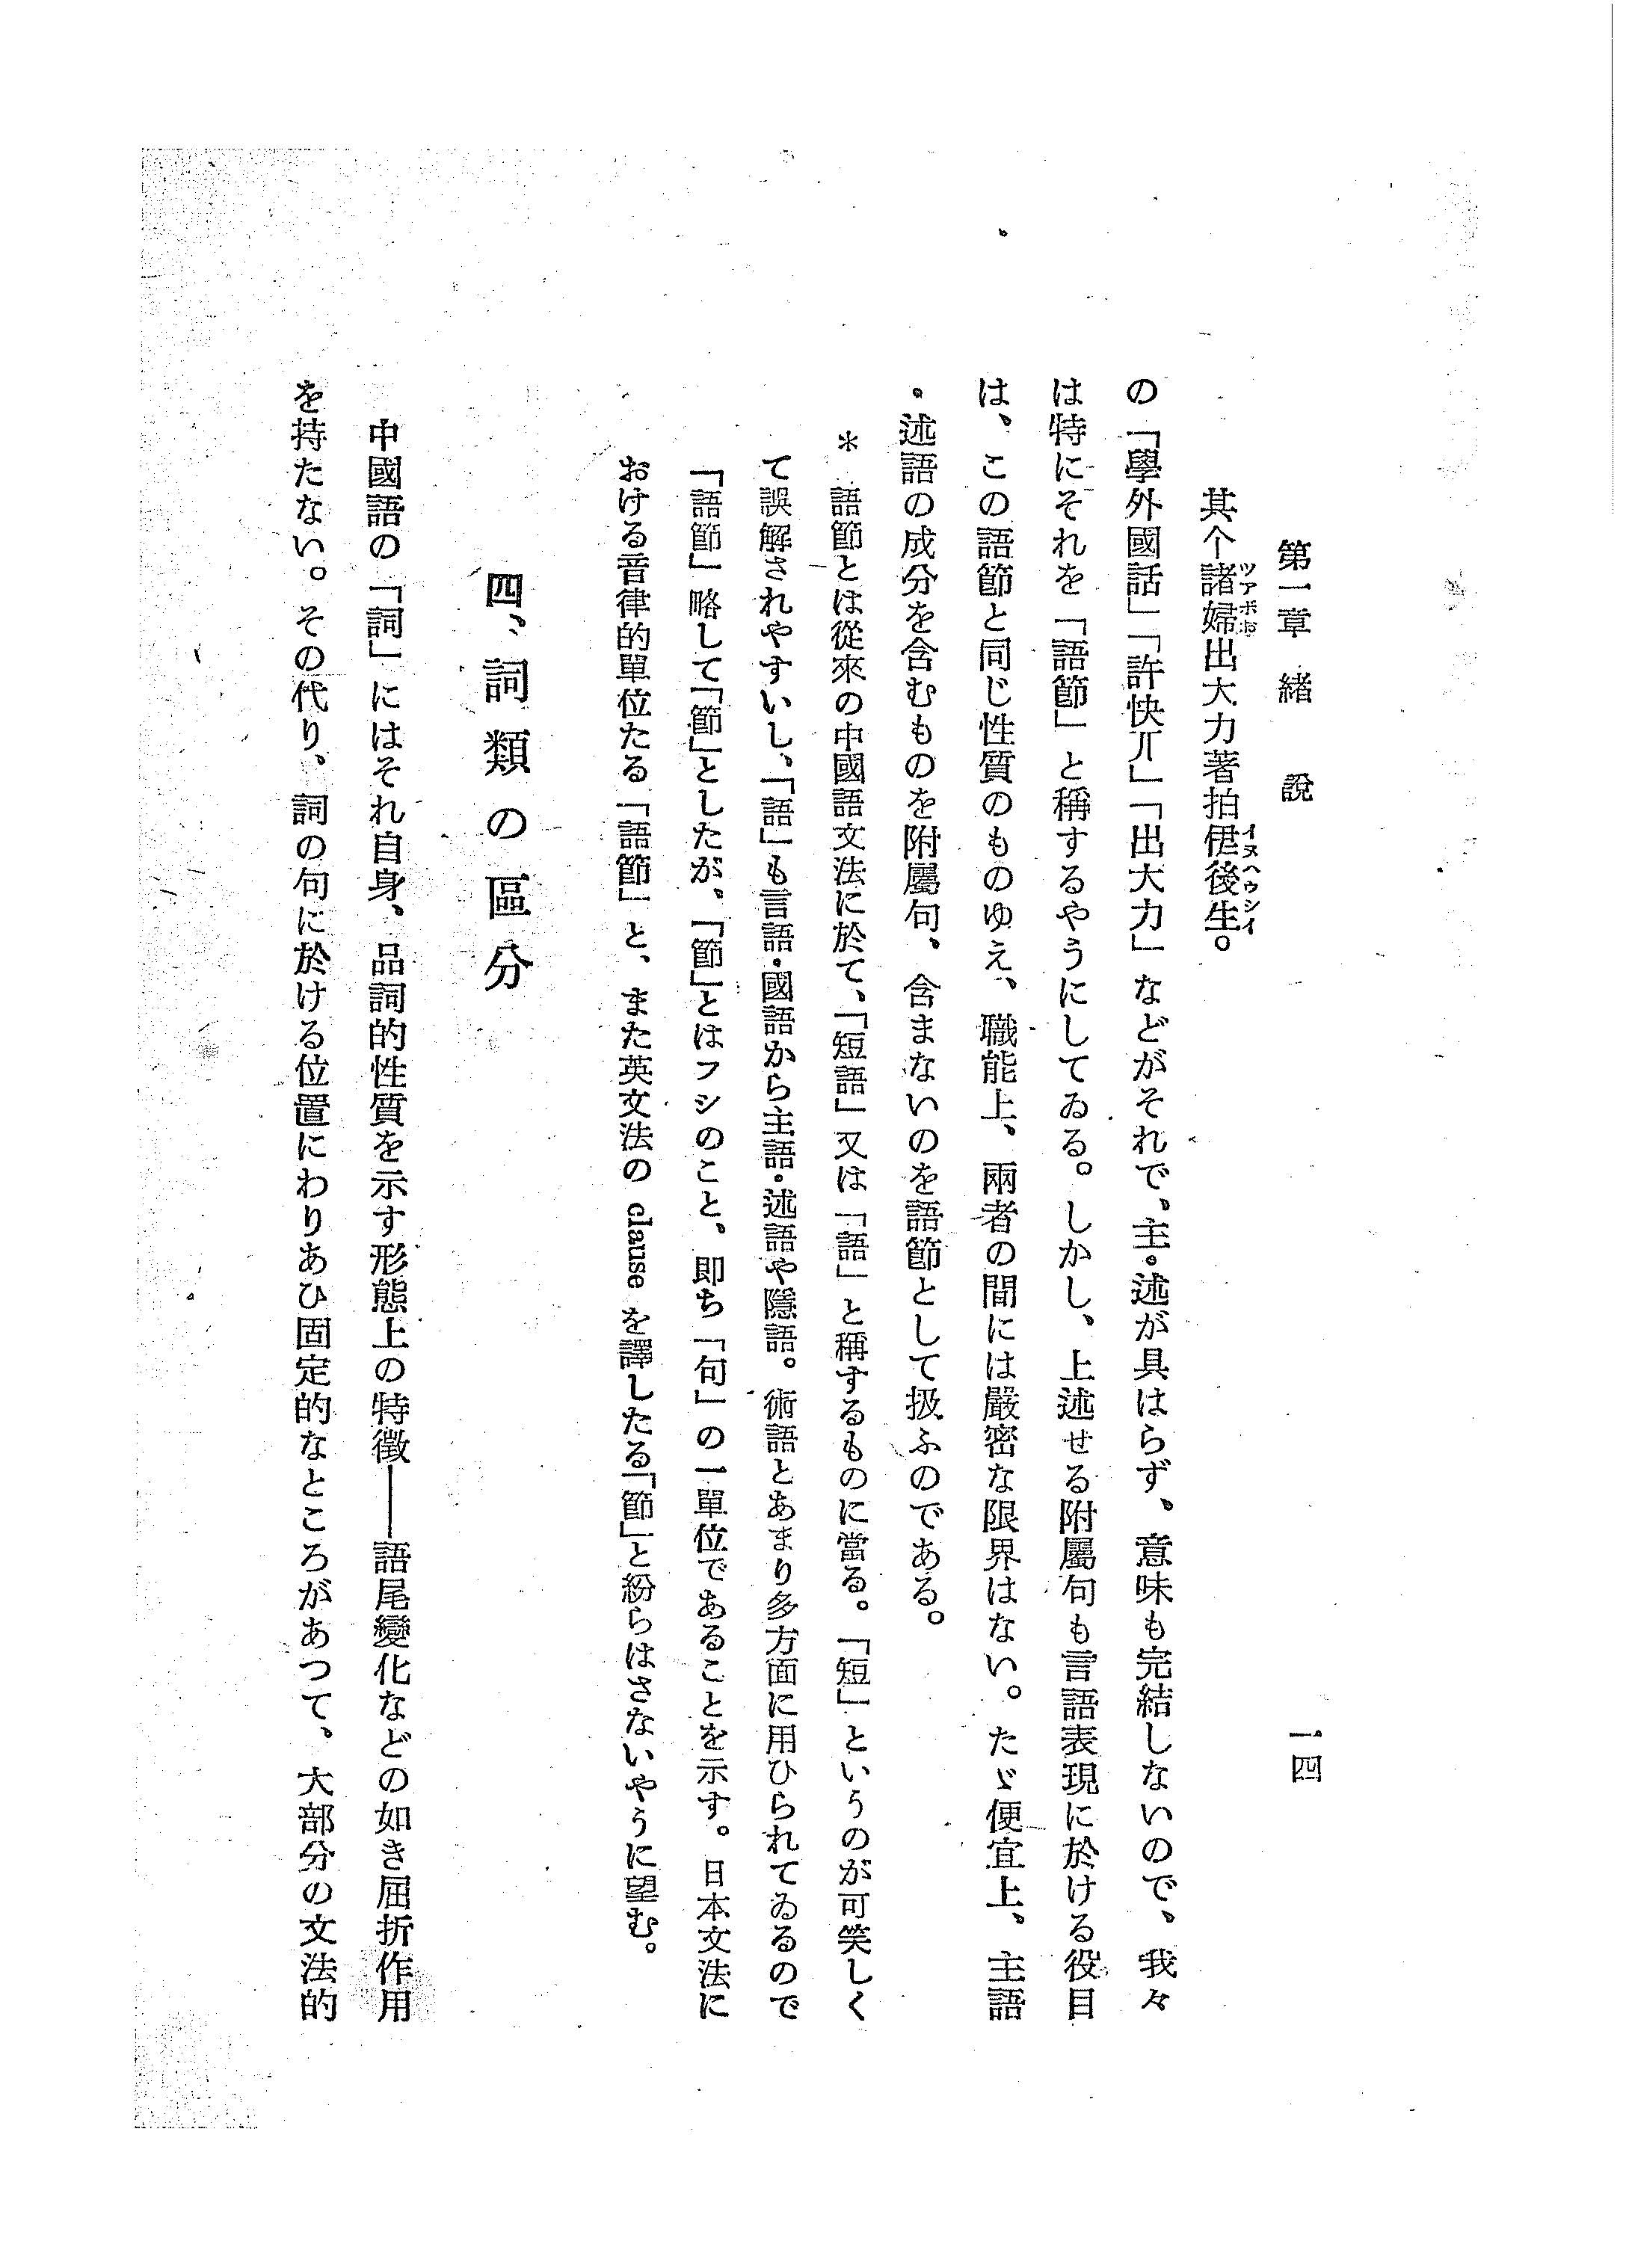 第一章 緒 說
一四
其个諸婦出大力著拍伊後生。
の「學外國話」「許快丌」「出大力」などがそれで、主・述が具はらず、意味も完結しないので、我々
は特にそれを「語節」と稱するやうにしてゐる。しかし、上述せる附屬句も言語表現に於ける役目
は、この語節と同じ性質のものゆえ、職能上、兩者の間には嚴密な限界はない。たゞ便宜上、主語
・述語の成分を含むものを附屬句、含まないのを語節として扱ふのである。
＊ 語節とは從來の中國語文法に於て、「短語」又は「語」と稱するものに當る。「短」というのが可笑しく
て誤解されやすいし、「語」も言語・國語から主語・述語や隱語。術語とあまり多方面に用ひられてゐるので
「語節」略して「節」としたが、「節」とはフシのこと、即ち「句」の一單位であることを示す。日本文法に
おける音律的單位たる「語節」と、また英文法の clause を譯したる「節」と紛らはさないやうに望む。
四、詞類の區分
中國語の「詞」にはそれ自身、品詞的性質を示す形態上の特徵――語尾變化などの如き屈折作用
を持たない。その代り、詞の句に於ける位置にわりあひ固定的なところがあつて、大部分の文法的